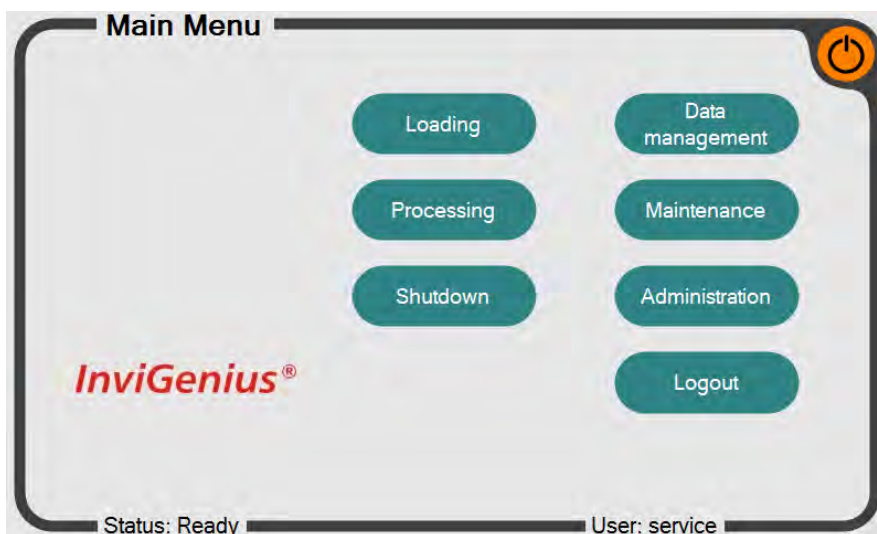 Main Menu
Loading
Data
management
Processing
Maintenance
Shutdown
Administration
InviGenius®
Logout
Status: Ready
User: service